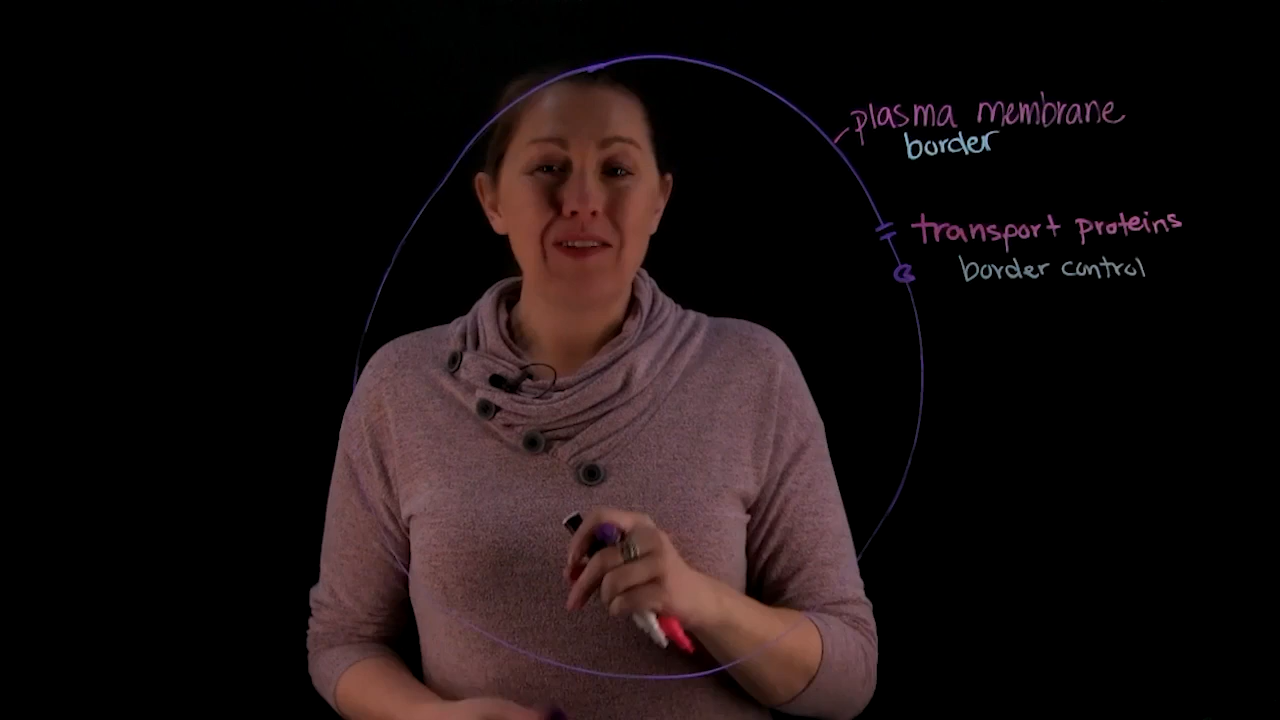 plasma membrane
border
transport proteins
border control